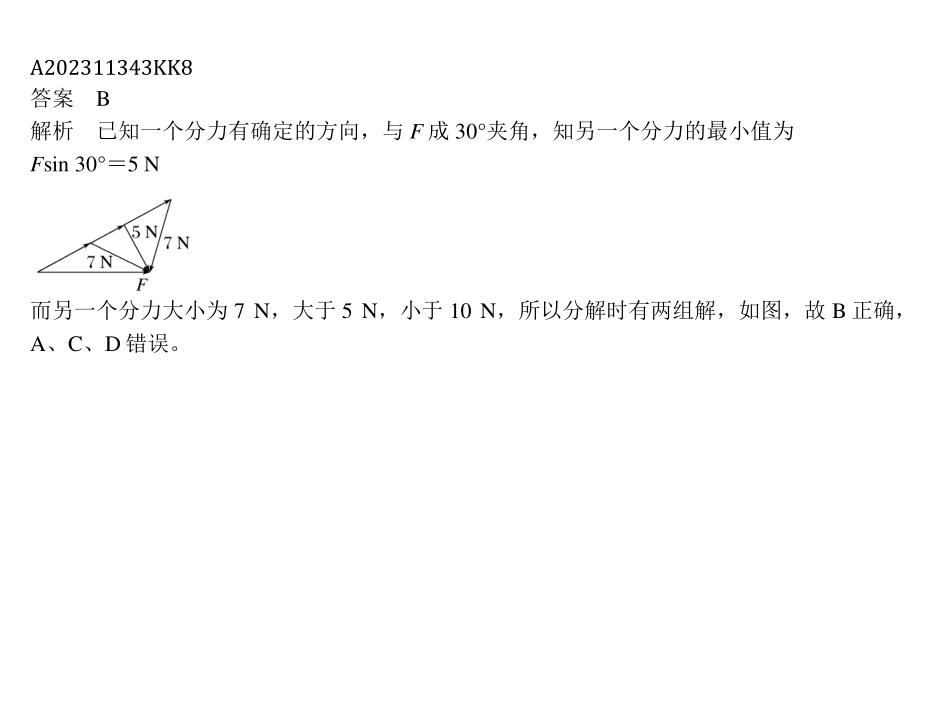 A202311343KK8
答案 B
解析 已知一个分力有确定的方向，与 F 成 30°夹角，知另一个分力的最小值为
Fsin 30°＝5 N
5 N
7 N
7 N
F
而另一个分力大小为 7 N，大于 5 N，小于 10 N，所以分解时有两组解，如图，故 B 正确，
A、C、D 错误。